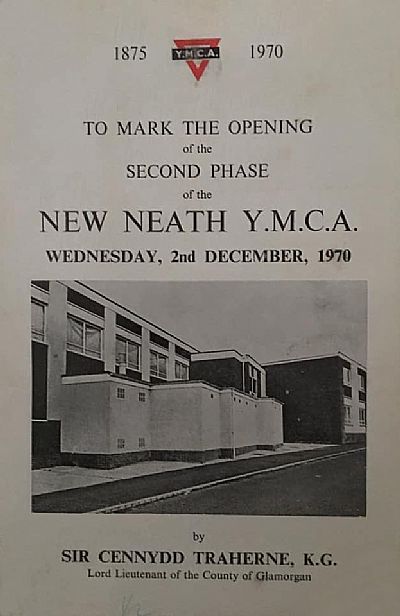 1875 Y.M.C.A. 1970
TO MARK THE OPENING
of the
SECOND PHASE
of the
NEW NEATH Y.M.C.A.
WEDNESDAY, 2nd DECEMBER, 1970
by
SIR CENNYDD TRAHERNE, K.G.
Lord Lieutenant of the County of Glamorgan